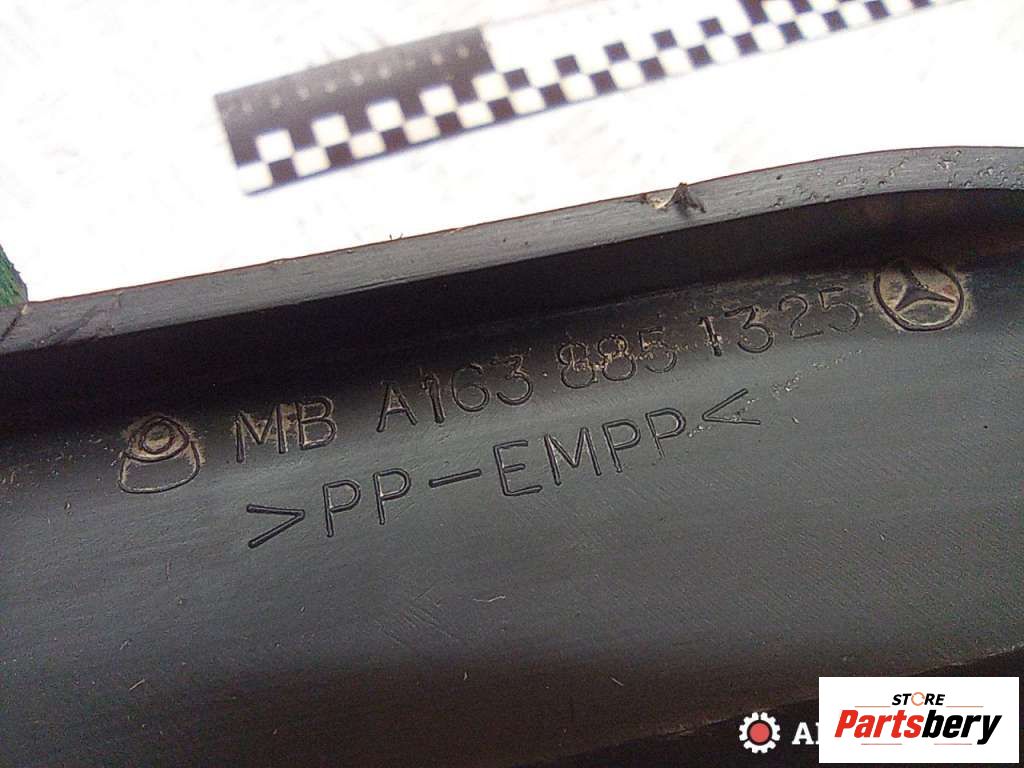 MB A163 885 1325
>PP-EMPP<
STORE
Partsbery